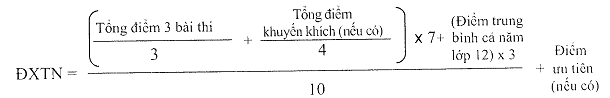 Tổng điểm 3 bài thi
3
+
Tổng điểm
khuyến khích (nếu có)
4
x 7+
(Điểm trung
bình cả năm
lớp 12) x 3
ĐXTN =
10
+
Điểm
ưu tiên
(nếu có)